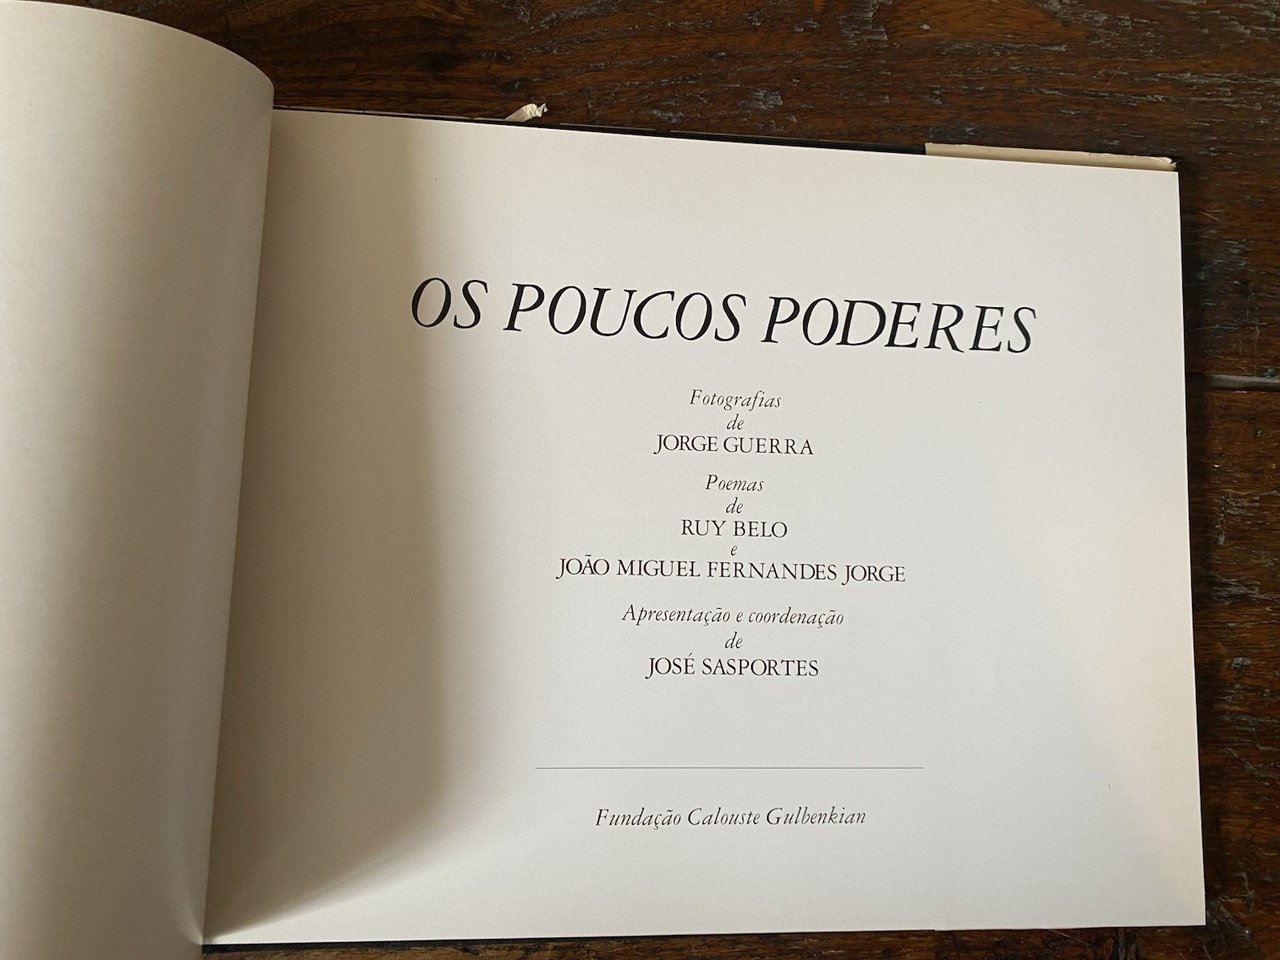 OS POUCOS PODERES
Fotografias
de
JORGE GUERRA
Poemas
de
RUY BELO
e
JOÃO MIGUEL FERNANDES JORGE
Apresentação e coordenação
de
JOSÉ SASPORTES
Fundação Calouste Gulbenkian